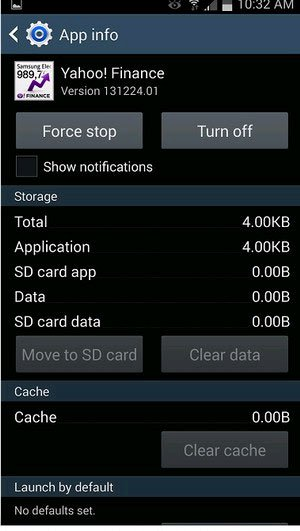 10:32 AM
App info
Samsung Elec
989,7
Y! FINANCE
Yahoo! Finance
Version 131224.01
Force stop
Turn off
Show notifications
Storage
Total 4.00KB
Application 4.00KB
SD card app 0.00B
Data 0.00B
SD card data 0.00B
Move to SD card Clear data
Cache
Cache 0.00B
Clear cache
Launch by default
No defaults set.